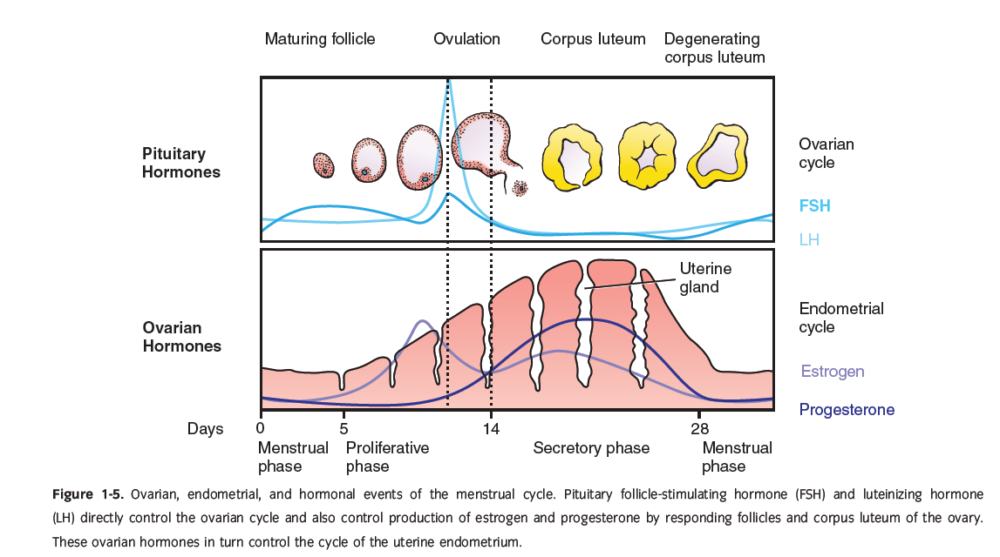 Maturing follicle
Ovulation
Corpus luteum
Degenerating
corpus luteum
Pituitary
Hormones
Ovarian
cycle
FSH
LH
Uterine
gland
Ovarian
Hormones
Endometrial
cycle
Estrogen
Progesterone
Days
0
5
14
28
Menstrual
phase
Proliferative
phase
Secretory phase
Menstrual
phase
Figure 1-5. Ovarian, endometrial, and hormonal events of the menstrual cycle. Pituitary follicle-stimulating hormone (FSH) and luteinizing hormone
(LH) directly control the ovarian cycle and also control production of estrogen and progesterone by responding follicles and corpus luteum of the ovary.
These ovarian hormones in turn control the cycle of the uterine endometrium.